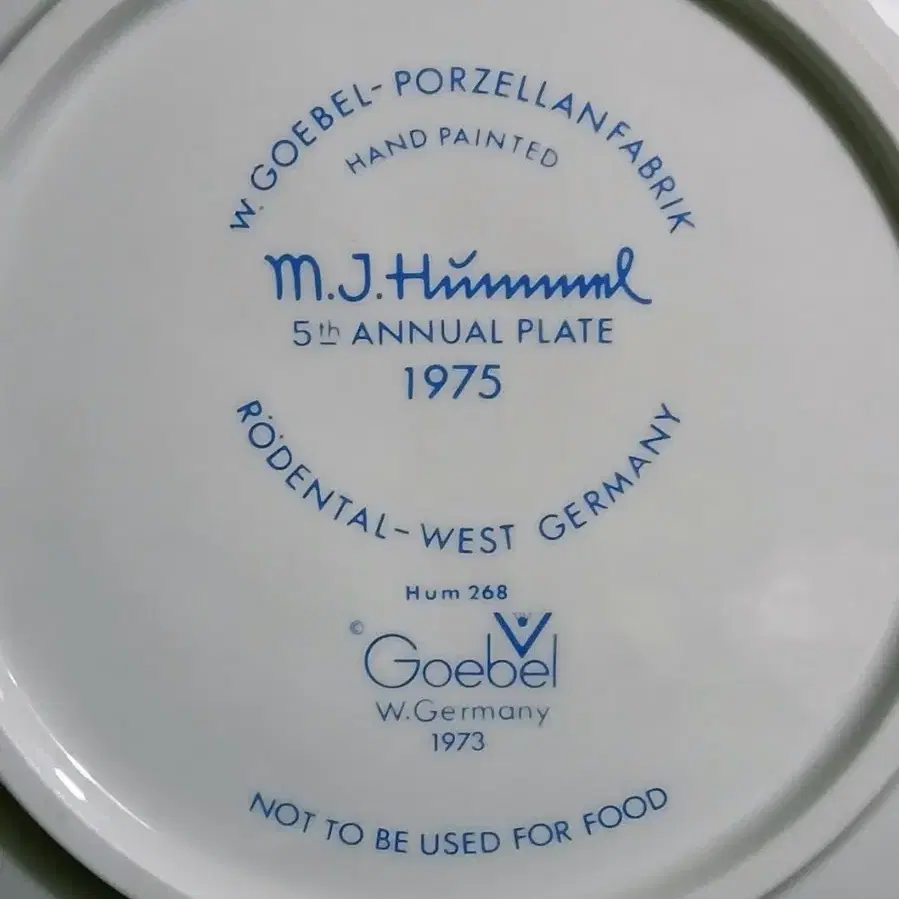 W. GOEBEL-PORZELLANFABRIK
HAND PAINTED
M.J. Hummel
5th ANNUAL PLATE
1975
RÖDENTAL-WEST GERMANY
Hum 268
© Goebel
W. Germany
1973
NOT TO BE USED FOR FOOD